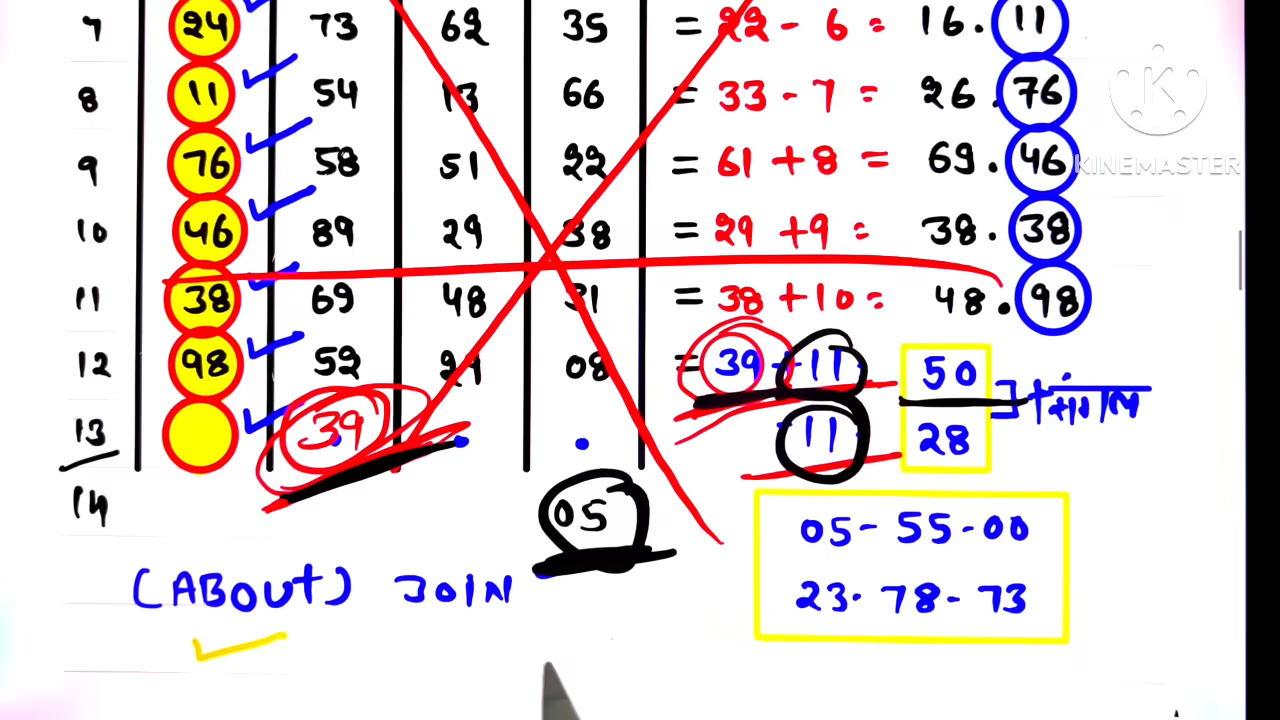 7 24 73 62 35 = 22 - 6 = 16.11
8 11 54 13 66 = 33 - 7 = 26.76
KINEMASTER
9 76 58 51 22 = 61 + 8 = 69.46
10 46 89 29 38 = 29 +9 = 38.38
11 38 69 48 31 = 38 +10= 48.98
12 98 52 29 08 = 39 +11 50
13 39 11 28
14 05
05- 55-00
(ABOUT) JOIN
23- 78- 73